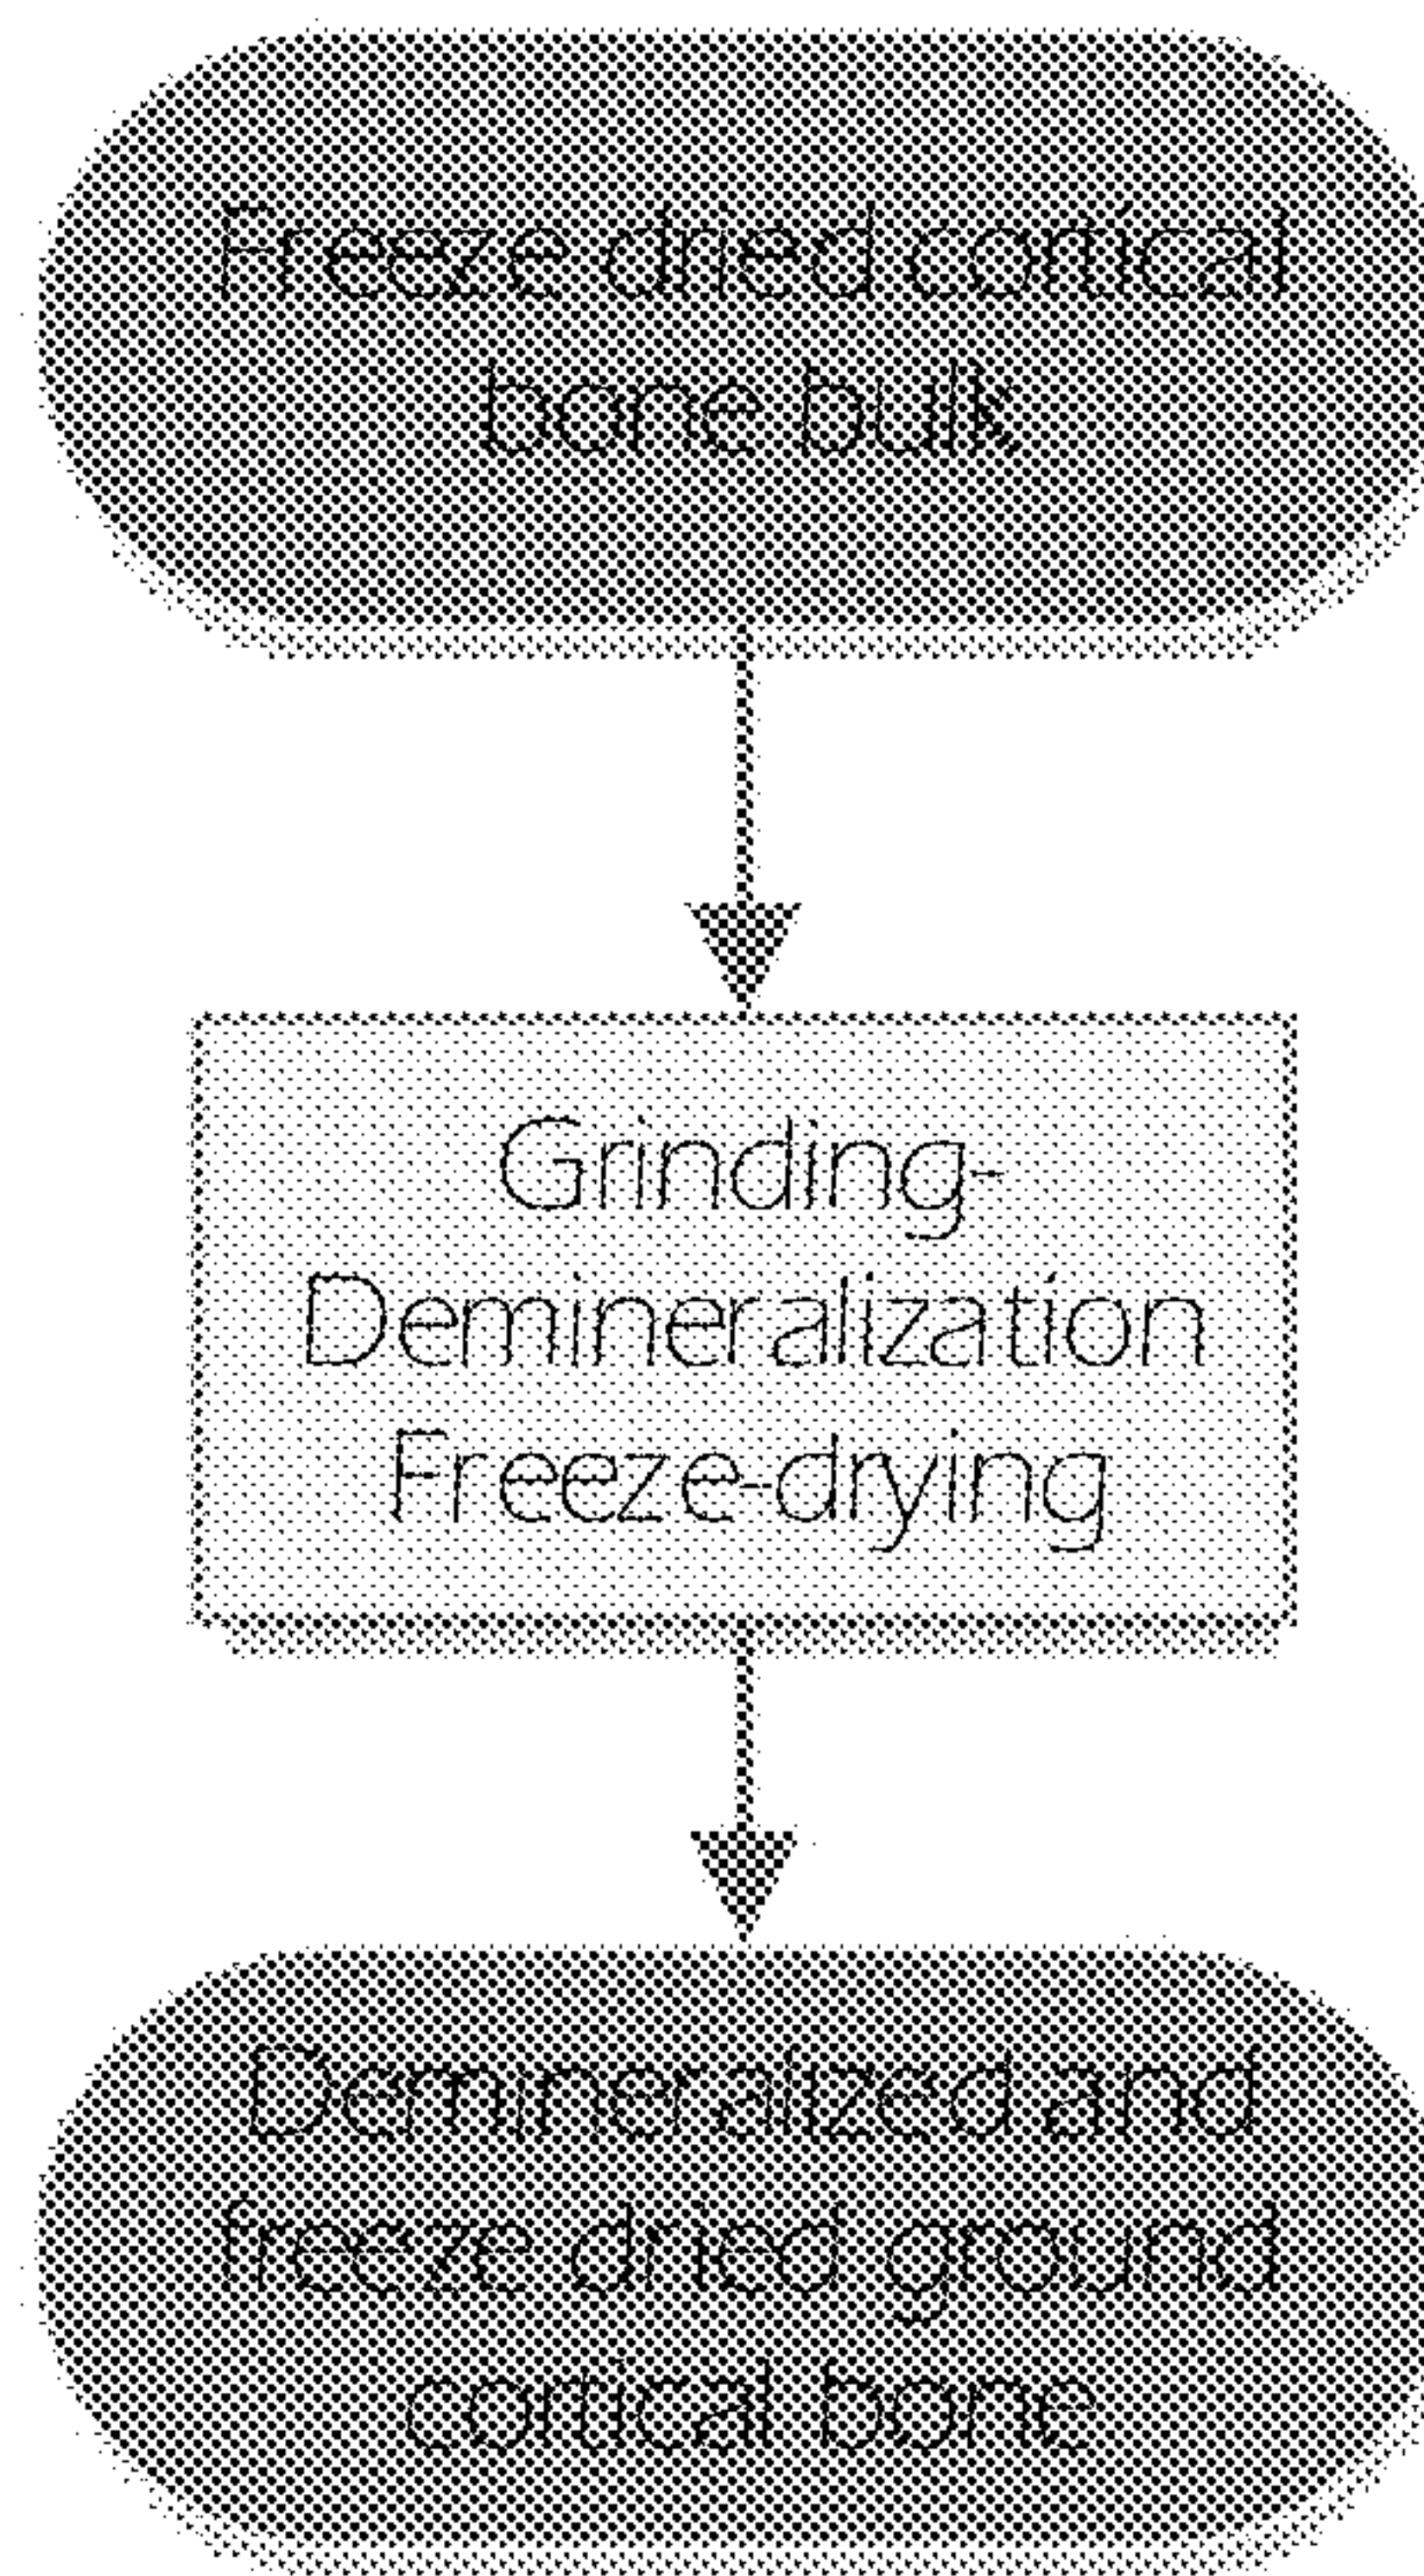 Freeze dried cortical
bone bulk
Grinding-
Demineralization
Freeze-drying
Demineralized and
freeze dried ground
cortical bone